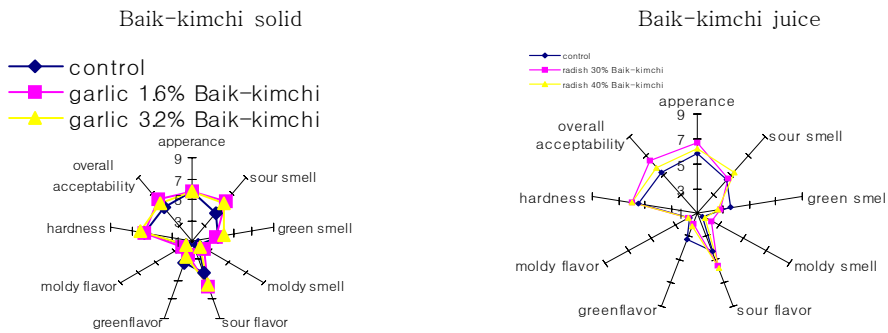 Baik-kimchi solid
control
garlic 1.6% Baik-kimchi
garlic 3.2% Baik-kimchi
apperance
9
7
5
3
1
sour smell
green smell
moldy smell
sour flavor
greenflavor
moldy flavor
hardness
overall
acceptability
Baik-kimchi juice
control
radish 30% Baik-kimchi
radish 40% Baik-kimchi
apperance
9
7
5
3
1
sour smell
green smell
moldy smell
sour flavor
greenflavor
moldy flavor
hardness
overall
acceptability